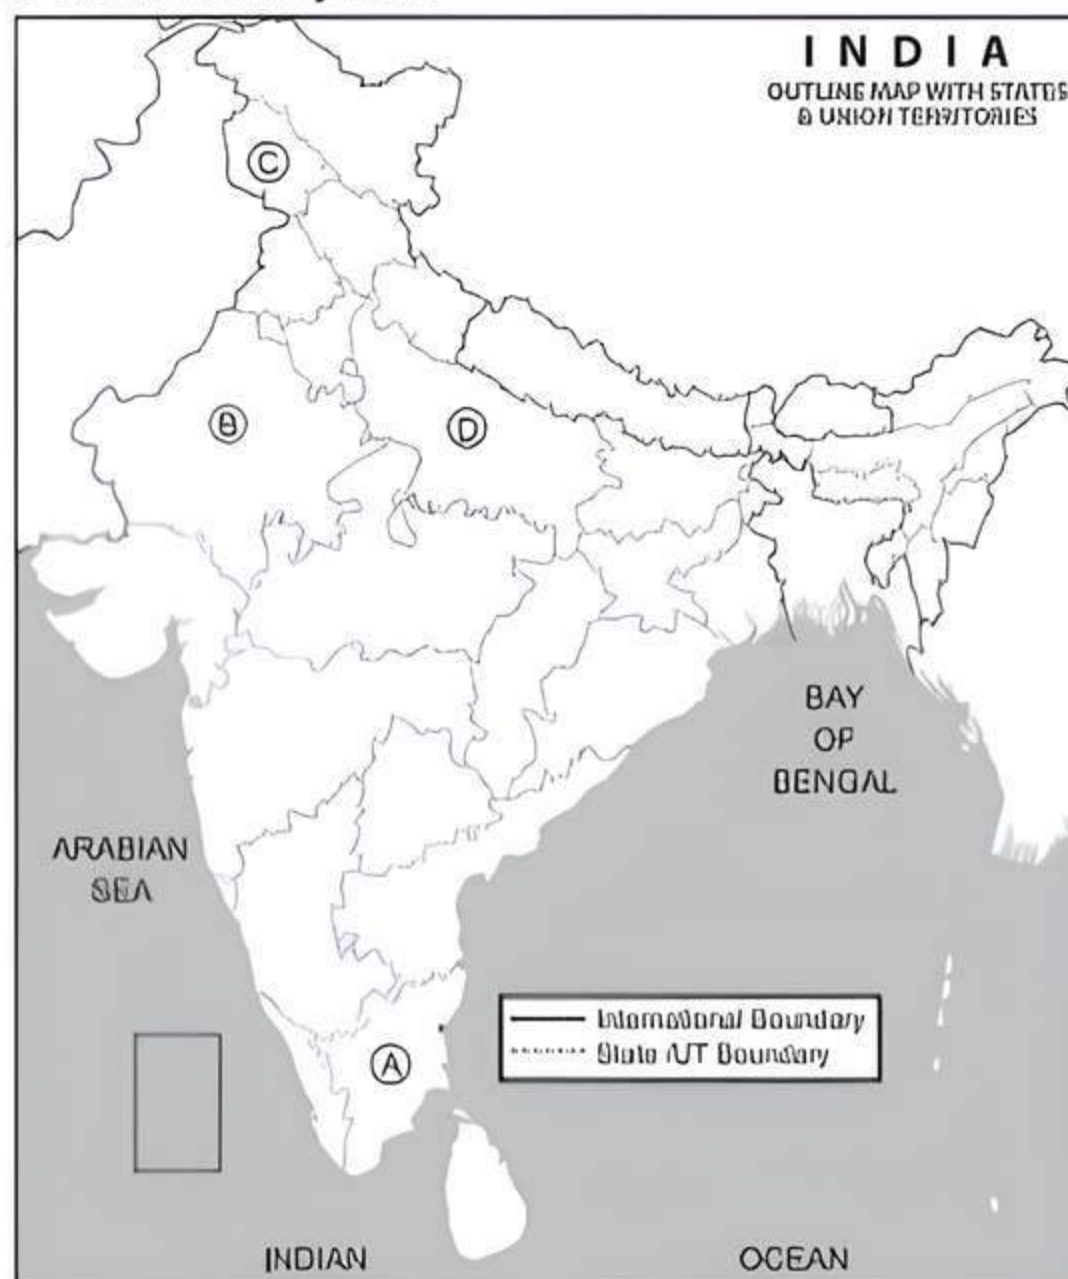 INDIA
OUTLINE MAP WITH STATES
& UNION TERRITORIES
C
B
D
BAY
OF
BENGAL
ARABIAN
SEA
International Boundary
State /UT Boundary
A
INDIAN OCEAN